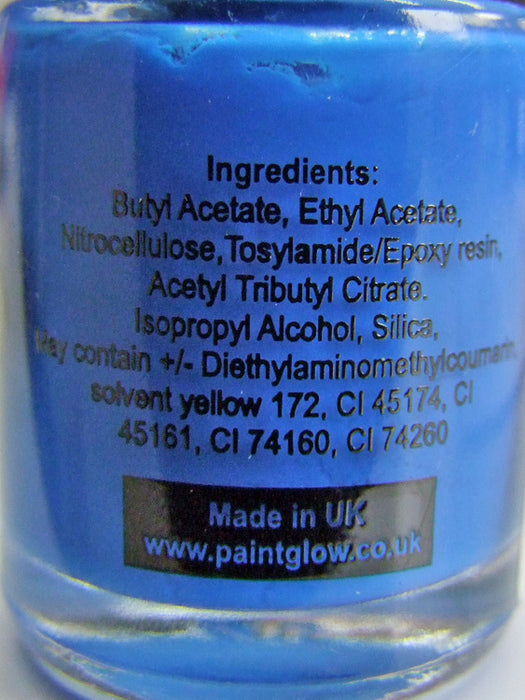 Ingredients:
Butyl Acetate, Ethyl Acetate,
Nitrocellulose, Tosylamide/Epoxy resin,
Acetyl Tributyl Citrate.
Isopropyl Alcohol, Silica,
May contain +/- Diethylaminomethylcoumarin,
solvent yellow 172, CI 45174, CI
45161, CI 74160, CI 74260
Made in UK
www.paintglow.co.uk